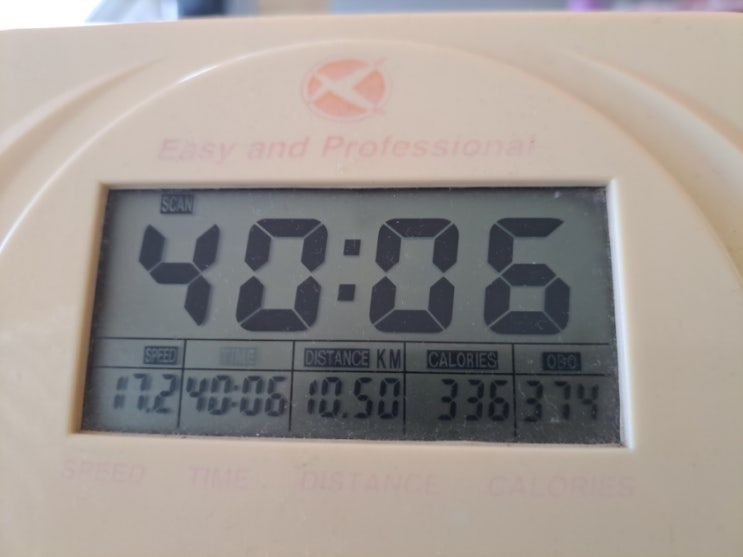 Easy and Professional
SCAN
40:06
SPEED TIME DISTANCE KM CALORIES ODO
17.2 40:06 10.50 336 374
SPEED TIME DISTANCE CALORIES